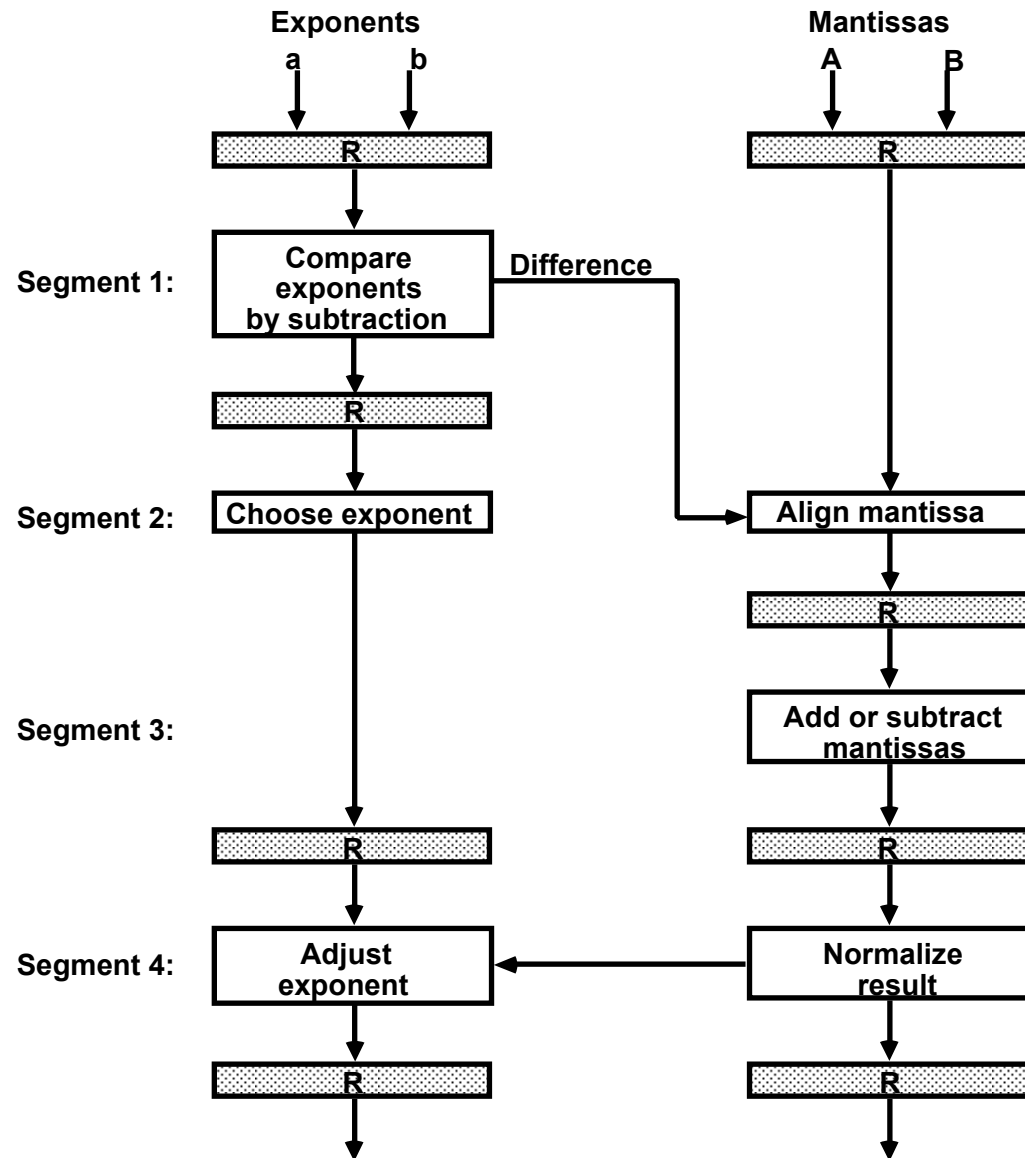 Exponents
Mantissas
a
b
A
B
R
R
Segment 1:
Compare
exponents
by subtraction
Difference
R
Segment 2:
Choose exponent
Align mantissa
R
Segment 3:
Add or subtract
mantissas
R
R
Segment 4:
Adjust
exponent
Normalize
result
R
R